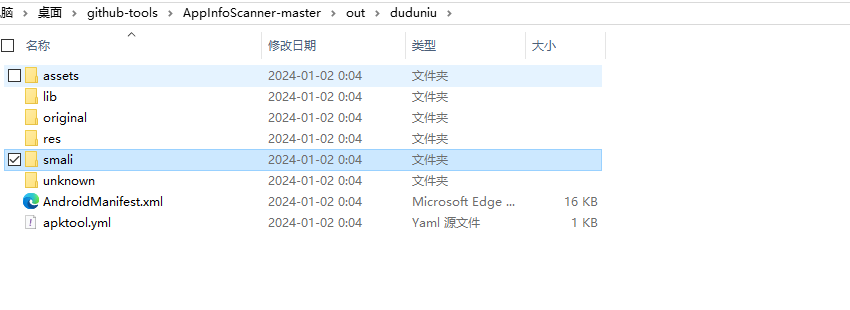 脑 › 桌面 › github-tools › AppInfoScanner-master › out › duduniu ›
名称 修改日期 类型 大小
assets 2024-01-02 0:04 文件夹
lib 2024-01-02 0:04 文件夹
original 2024-01-02 0:04 文件夹
res 2024-01-02 0:04 文件夹
smali 2024-01-02 0:04 文件夹
unknown 2024-01-02 0:04 文件夹
AndroidManifest.xml 2024-01-02 0:04 Microsoft Edge ... 16 KB
apktool.yml 2024-01-02 0:04 Yaml 源文件 1 KB